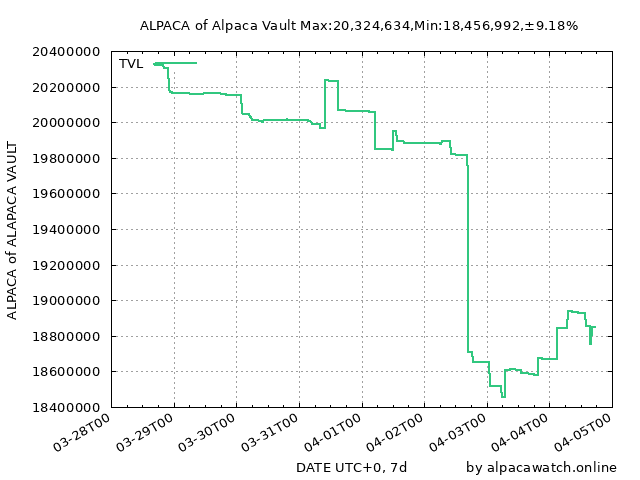 ALPACA of Alpaca Vault Max:20,324,634,Min:18,456,992,±9.18%
TVL
20400000
20200000
20000000
19800000
19600000
19400000
19200000
19000000
18800000
18600000
18400000
ALPACA of ALAPACA VAULT
03-28T00
03-29T00
03-30T00
03-31T00
04-01T00
04-02T00
04-03T00
04-04T00
04-05T00
DATE UTC+0, 7d
by alpacawatch.online